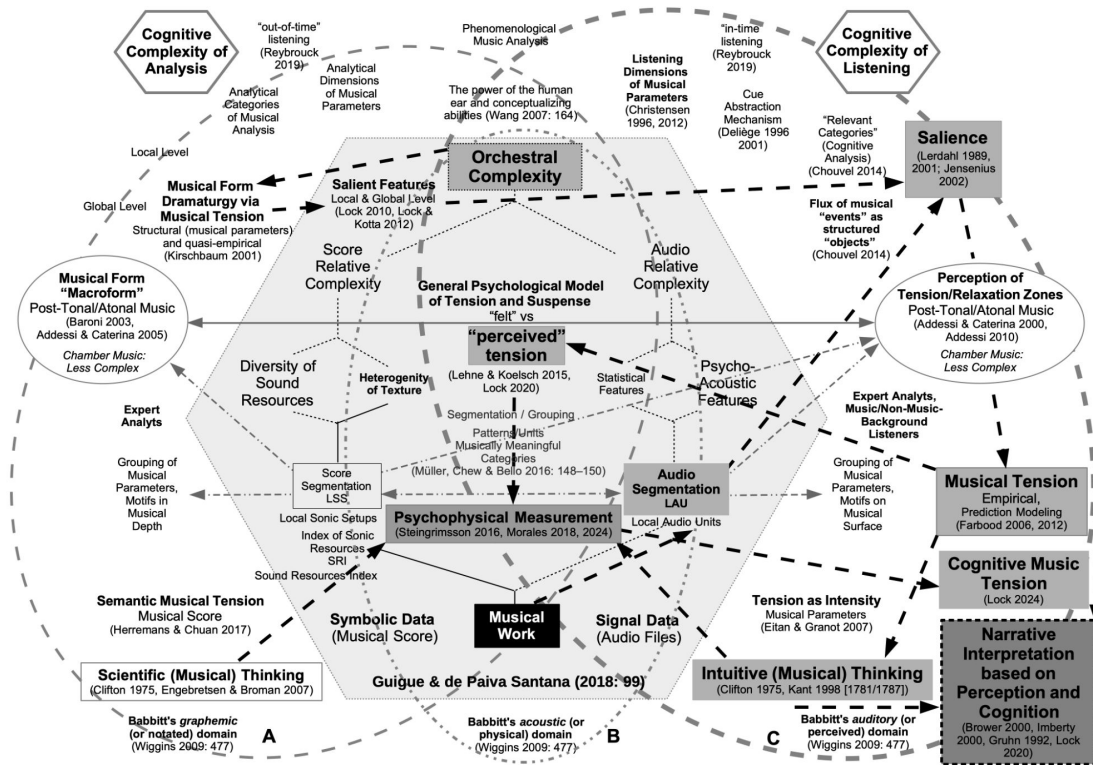 Cognitive
Complexity of
Analysis
“out-of-time”
listening
(Reybrouck
2019)
Analytical
Dimensions
of Musical
Parameters
Analytical
Categories
of Musical
Analysis
Phenomenological
Music Analysis
The power of the human
ear and conceptualizing
abilities (Wang 2007: 164)
Listening
Dimensions
of Musical
Parameters
(Christensen
1996, 2012)
“in-time”
listening
(Reybrouck
2019)
Cue
Abstraction
Mechanism
(Deliège 1996
2001)
Cognitive
Complexity of
Listening
“Relevant
Categories”
(Cognitive
Analysis)
(Chouvel 2014)
Salience
(Lerdahl 1989,
2001; Jensenius
2002)
Local Level
Global Level
Musical Form
Dramaturgy via
Musical Tension
Structural (musical parameters)
and quasi-empirical
(Kirschbaum 2001)
Salient Features
Local & Global Level
(Lock 2010, Lock &
Kotta 2012)
Orchestral
Complexity
Flux of musical
“events” as
structured
“objects”
(Chouvel 2014)
Score
Relative
Complexity
Audio
Relative
Complexity
Musical Form
“Macroform”
Post-Tonal/Atonal Music
(Baroni 2003,
Addessi & Caterina 2005)
Chamber Music:
Less Complex
General Psychological Model
of Tension and Suspense
“felt” vs
“perceived”
tension
(Lehne & Koelsch 2015,
Lock 2020)
Perception of
Tension/Relaxation Zones
Post-Tonal/Atonal Music
(Addessi & Caterina 2000,
Addessi 2010)
Chamber Music:
Less Complex
Diversity of
Sound
Resources
Heterogenity
of Texture
Statistical
Features
Psycho-
Acoustic
Features
Expert
Analysts
Segmentation / Grouping
Patterns/Units
Musically Meaningful
Categories
(Müller, Chew & Bello 2016: 148–150)
Expert Analysts,
Music/Non-Music-
Background
Listeners
Grouping of
Musical
Parameters,
Motifs in
Musical
Depth
Score
Segmentation
LSS
Local Sonic Setups
Audio
Segmentation
LAU
Local Audio Units
Grouping of
Musical
Parameters,
Motifs on
Musical
Surface
Musical Tension
Empirical,
Prediction Modeling
(Farbood 2006, 2012)
Psychophysical Measurement
(Steingrimsson 2016, Morales 2018, 2024)
Index of Sonic
Resources
SRI
Sound Resources Index
Cognitive Music
Tension
(Lock 2024)
Semantic Musical Tension
Musical Score
(Herremans & Chuan 2017)
Symbolic Data
(Musical Score)
Musical
Work
Signal Data
(Audio Files)
Tension as Intensity
Musical Parameters
(Eitan & Granot 2007)
Narrative
Interpretation
based on
Perception and
Cognition
(Brower 2000, Imberty
2000, Gruhn 1992, Lock
2020)
Scientific (Musical) Thinking
(Clifton 1975, Engebretsen & Broman 2007)
Guigue & de Paiva Santana (2018: 99)
Intuitive (Musical) Thinking
(Clifton 1975, Kant 1998 [1781/1787])
Babbitt's graphemic
(or notated) domain
(Wiggins 2009: 477)
A
Babbitt's acoustic (or
physical) domain
(Wiggins 2009: 477)
B
C
Babbitt's auditory (or
perceived) domain
(Wiggins 2009: 477)